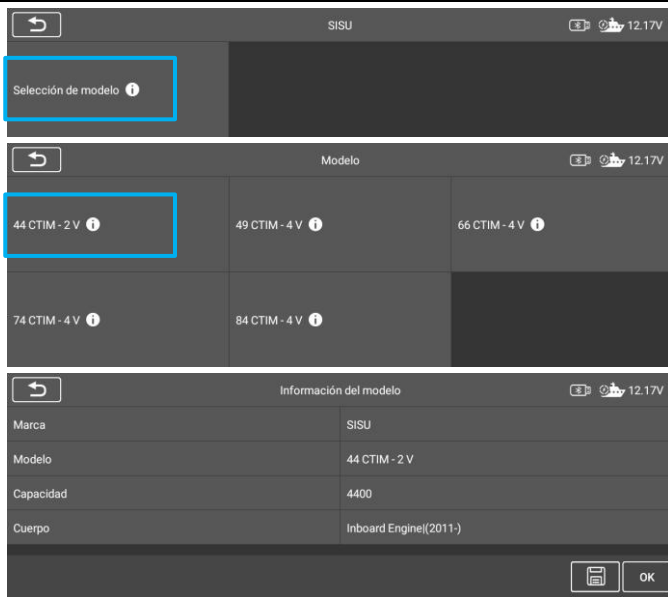 SISU
12.17V
Selección de modelo
Modelo
12.17V
44 CTIM - 2 V
49 CTIM - 4 V
66 CTIM - 4 V
74 CTIM - 4 V
84 CTIM - 4 V
Información del modelo
12.17V
Marca
SISU
Modelo
44 CTIM - 2 V
Capacidad
4400
Cuerpo
Inboard Engine|(2011-)
OK